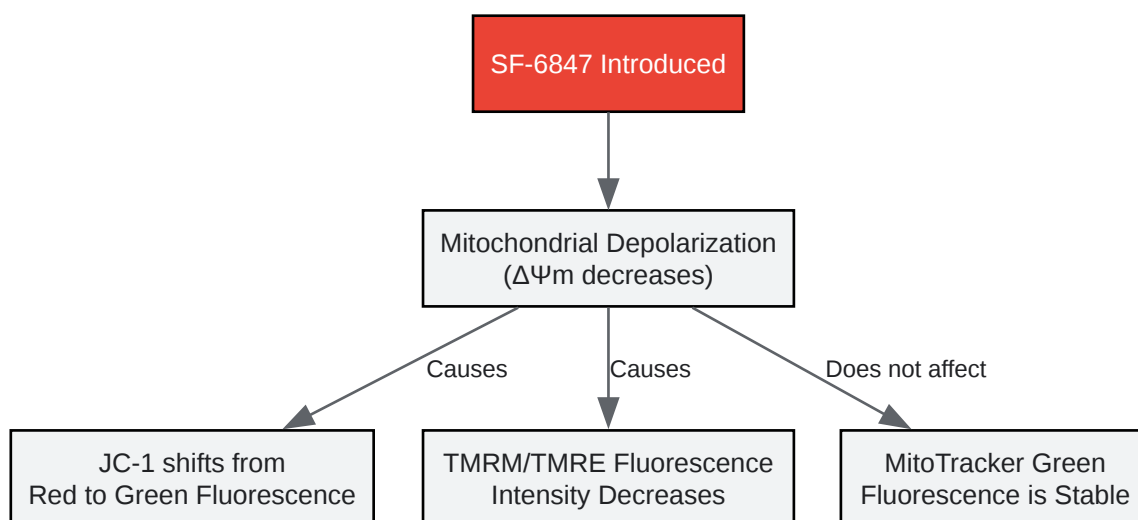 SF-6847 Introduced
Mitochondrial Depolarization
(ΔΨm decreases)
Causes
Causes
Does not affect
JC-1 shifts from
Red to Green Fluorescence
TMRM/TMRE Fluorescence
Intensity Decreases
MitoTracker Green
Fluorescence is Stable